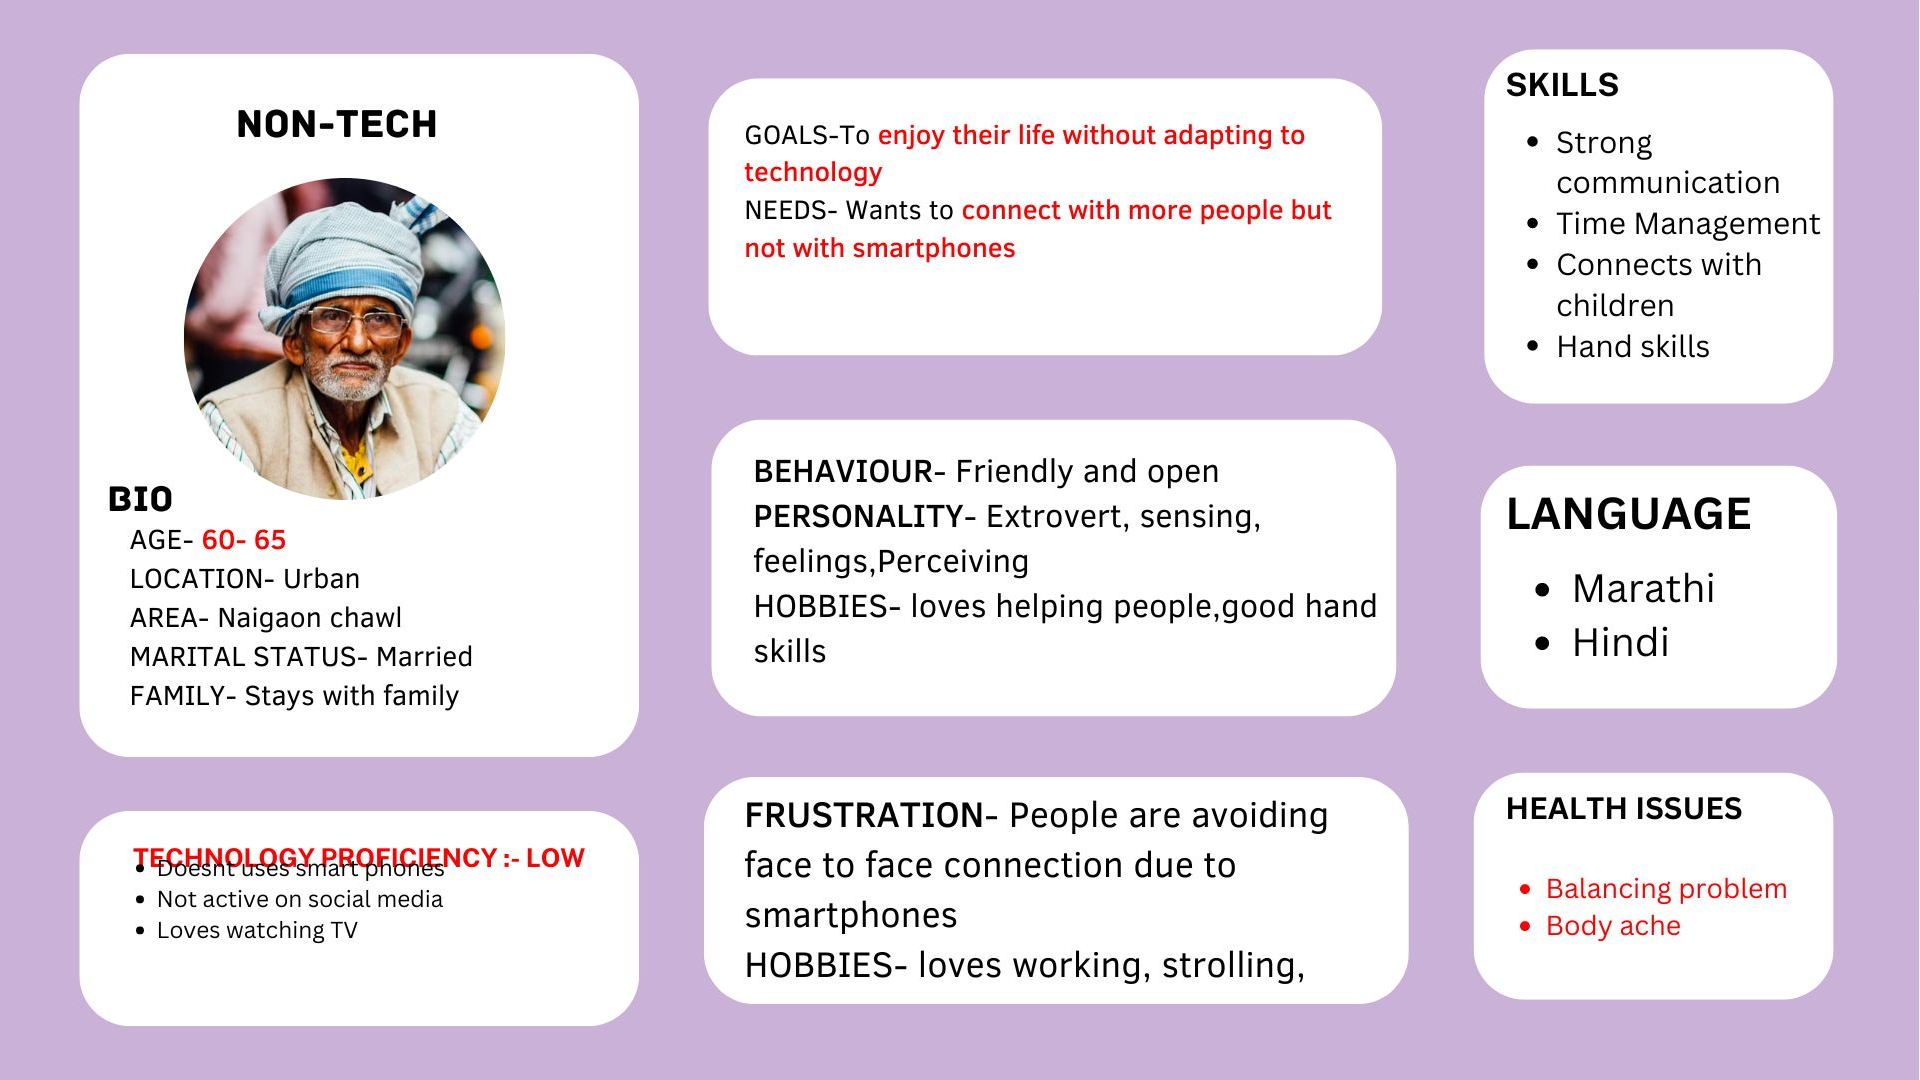 NON-TECH
BIO
AGE- 60- 65
LOCATION- Urban
AREA- Naigaon chawl
MARITAL STATUS- Married
FAMILY- Stays with family
TECHNOLOGY PROFICIENCY :- LOW
Doesnt uses smart phones
Not active on social media
Loves watching TV
GOALS-To enjoy their life without adapting to
technology
NEEDS- Wants to connect with more people but
not with smartphones
BEHAVIOUR- Friendly and open
PERSONALITY- Extrovert, sensing,
feelings,Perceiving
HOBBIES- loves helping people,good hand
skills
FRUSTRATION- People are avoiding
face to face connection due to
smartphones
HOBBIES- loves working, strolling,
SKILLS
Strong
communication
Time Management
Connects with
children
Hand skills
LANGUAGE
Marathi
Hindi
HEALTH ISSUES
Balancing problem
Body ache